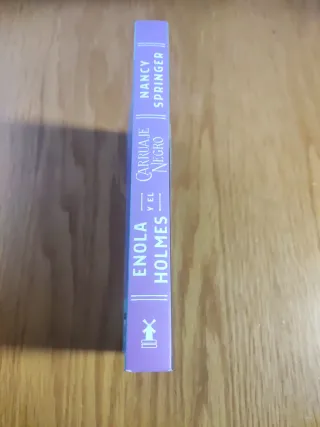 ENOLA
HOLMES
Y EL
CARRUAJE
NEGRO
NANCY
SPRINGER